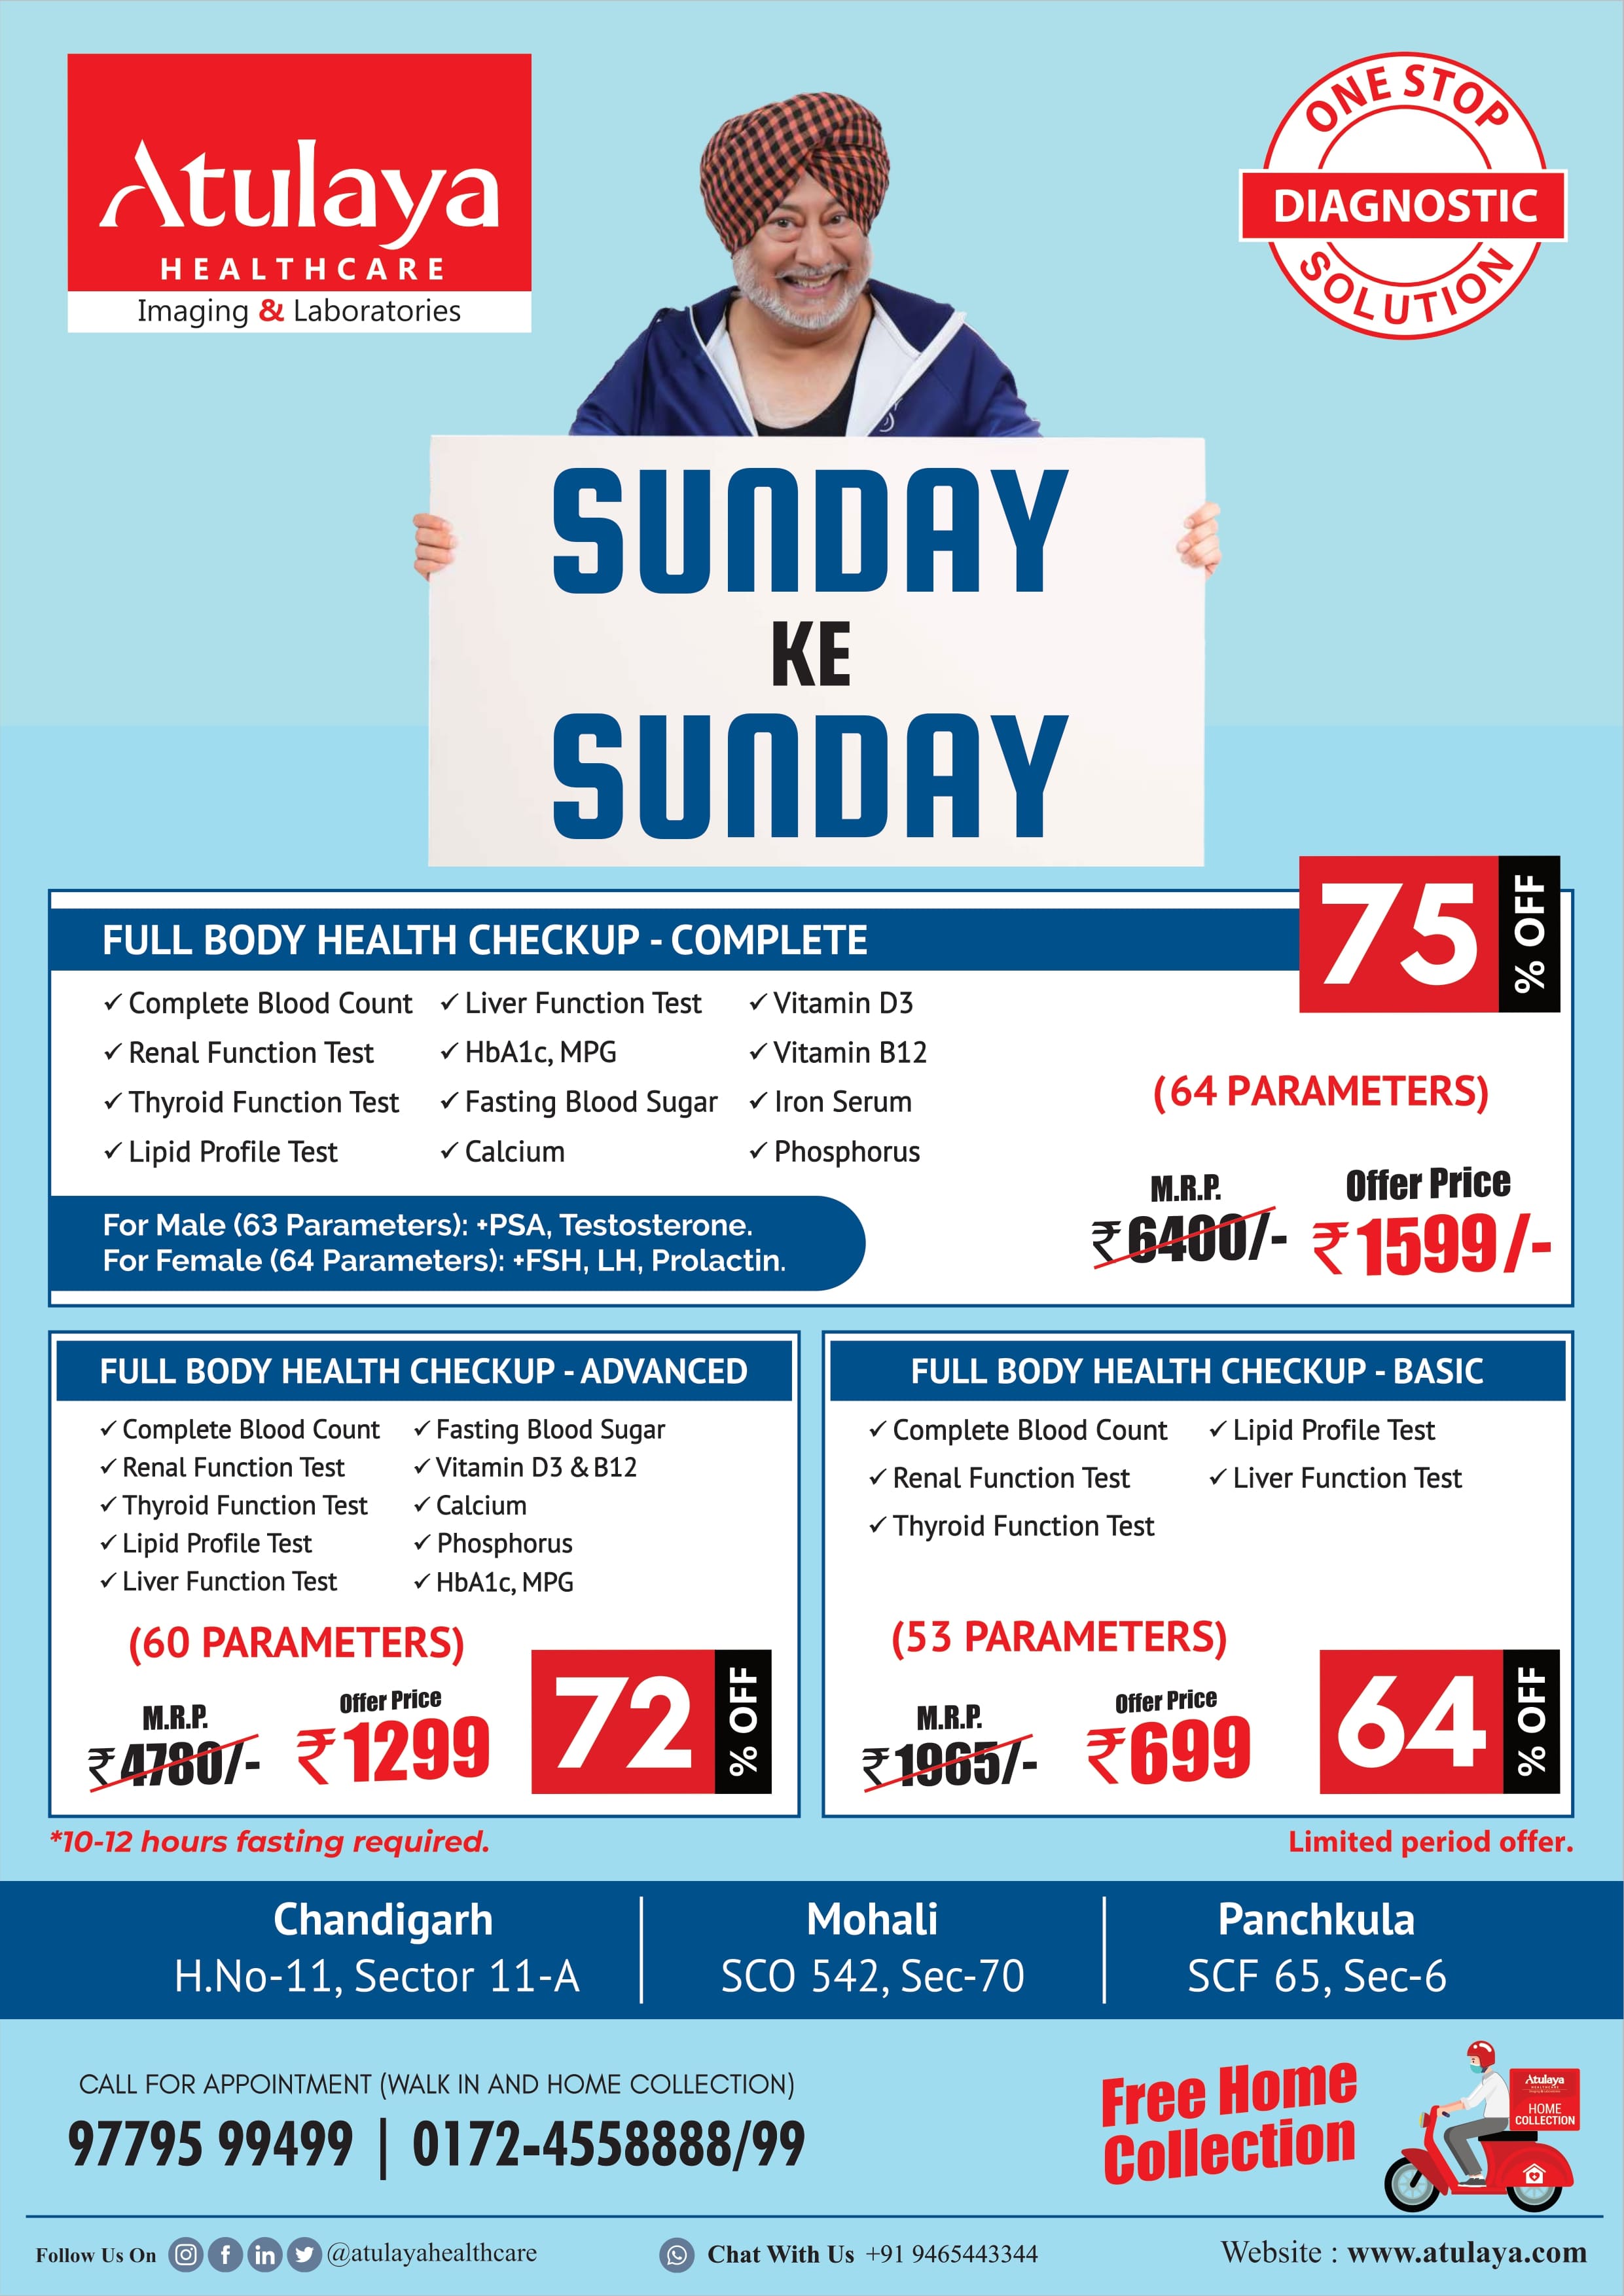 Atulaya
HEALTHCARE
Imaging & Laboratories
ONE STOP
DIAGNOSTIC
SOLUTION
SUNDAY
KE
SUNDAY
75 % OFF
FULL BODY HEALTH CHECKUP - COMPLETE
✓ Complete Blood Count ✓ Liver Function Test ✓ Vitamin D3
✓ Renal Function Test ✓ HbA1c, MPG ✓ Vitamin B12
✓ Thyroid Function Test ✓ Fasting Blood Sugar ✓ Iron Serum
✓ Lipid Profile Test ✓ Calcium ✓ Phosphorus
(64 PARAMETERS)
For Male (63 Parameters): +PSA, Testosterone.
For Female (64 Parameters): +FSH, LH, Prolactin.
M.R.P. Offer Price
₹6400/- ₹1599/-
FULL BODY HEALTH CHECKUP - ADVANCED
✓ Complete Blood Count ✓ Fasting Blood Sugar
✓ Renal Function Test ✓ Vitamin D3 & B12
✓ Thyroid Function Test ✓ Calcium
✓ Lipid Profile Test ✓ Phosphorus
✓ Liver Function Test ✓ HbA1c, MPG
(60 PARAMETERS)
M.R.P. Offer Price
₹4780/- ₹1299
72 % OFF
FULL BODY HEALTH CHECKUP - BASIC
✓ Complete Blood Count ✓ Lipid Profile Test
✓ Renal Function Test ✓ Liver Function Test
✓ Thyroid Function Test
(53 PARAMETERS)
M.R.P. Offer Price
₹1965/- ₹699
64 % OFF
*10-12 hours fasting required.
Limited period offer.
Chandigarh
H.No-11, Sector 11-A
Mohali
SCO 542, Sec-70
Panchkula
SCF 65, Sec-6
CALL FOR APPOINTMENT (WALK IN AND HOME COLLECTION)
97795 99499 | 0172-4558888/99
Free Home
Collection
Atulaya
HOME
COLLECTION
Follow Us On @atulayahealthcare
Chat With Us +91 9465443344
Website : www.atulaya.com